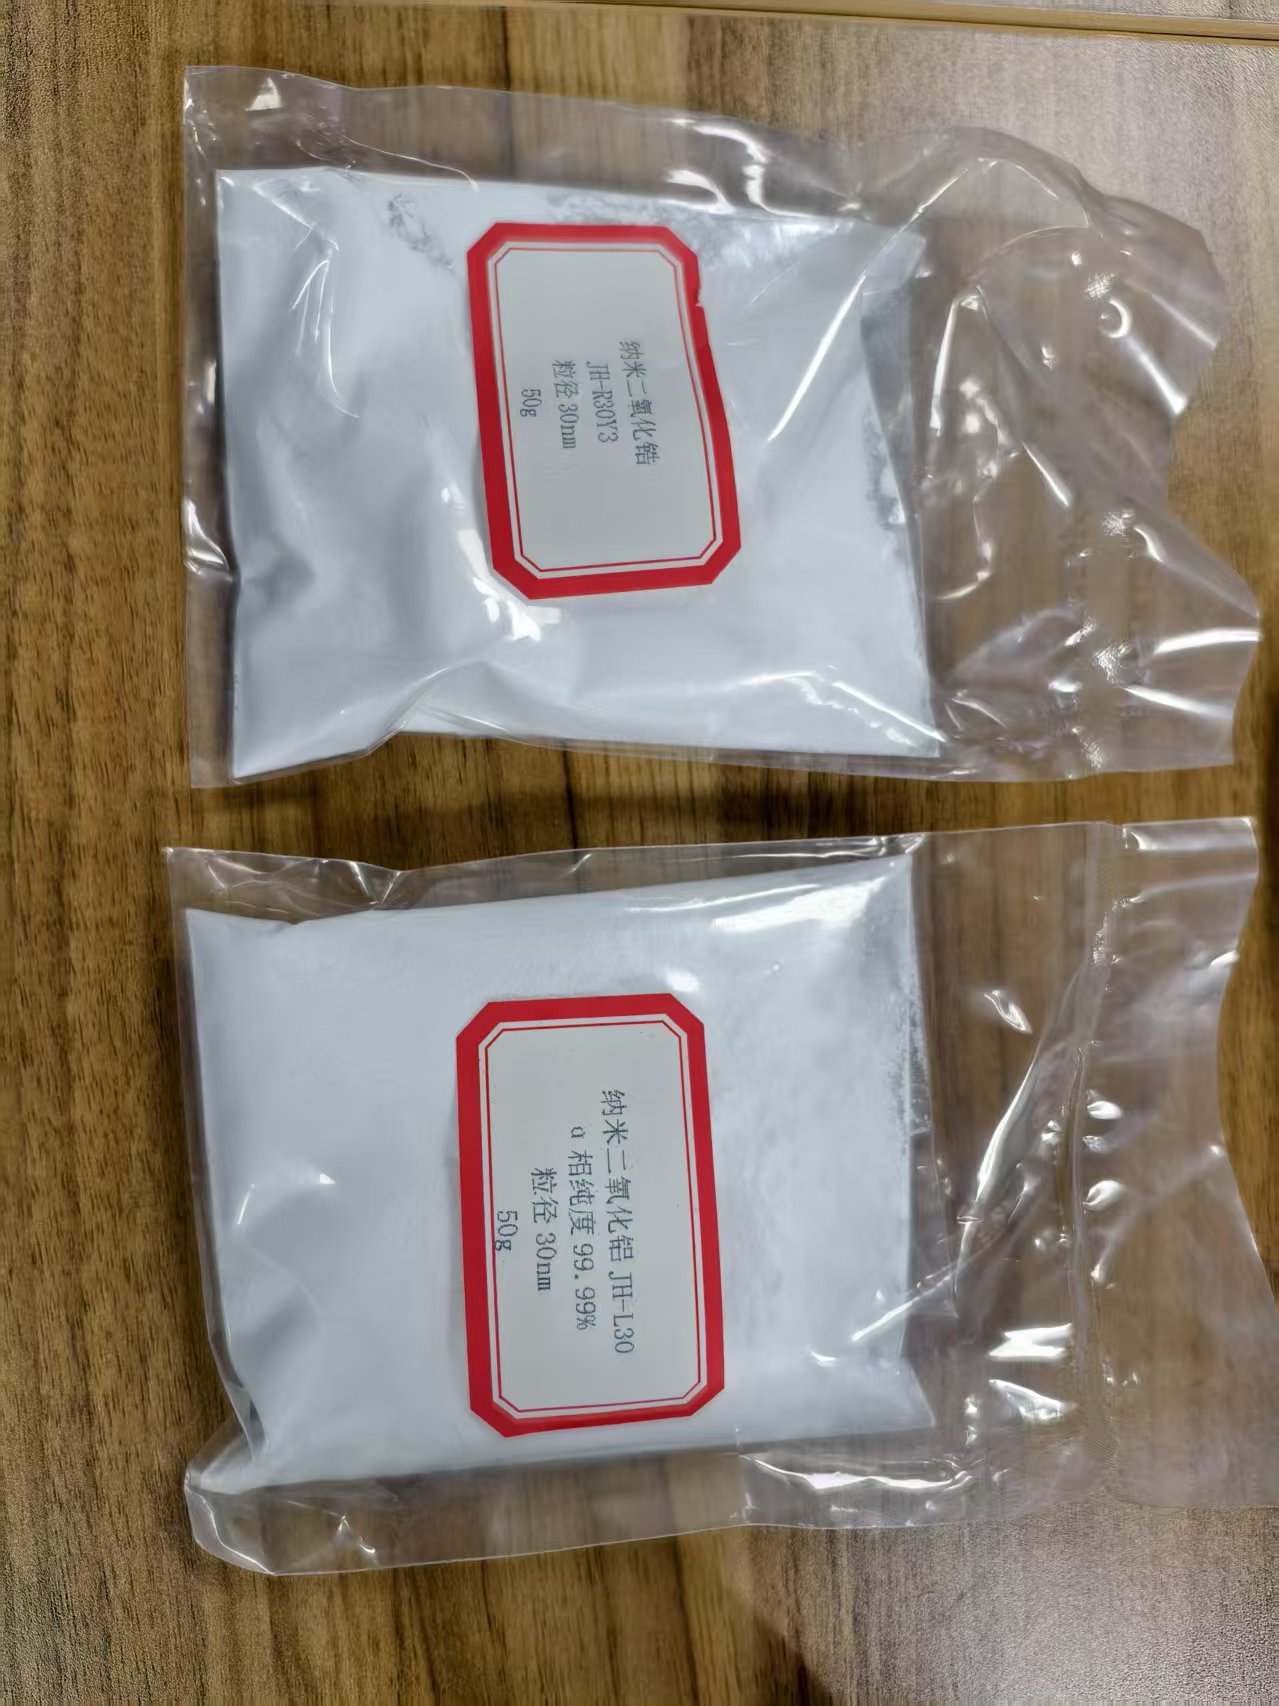 纳米二氧化锆
JH-R30Y3
粒径 30nm
50g
纳米三氧化铝 JH-L30
α 相纯度 99.99%
粒径 30nm
50g